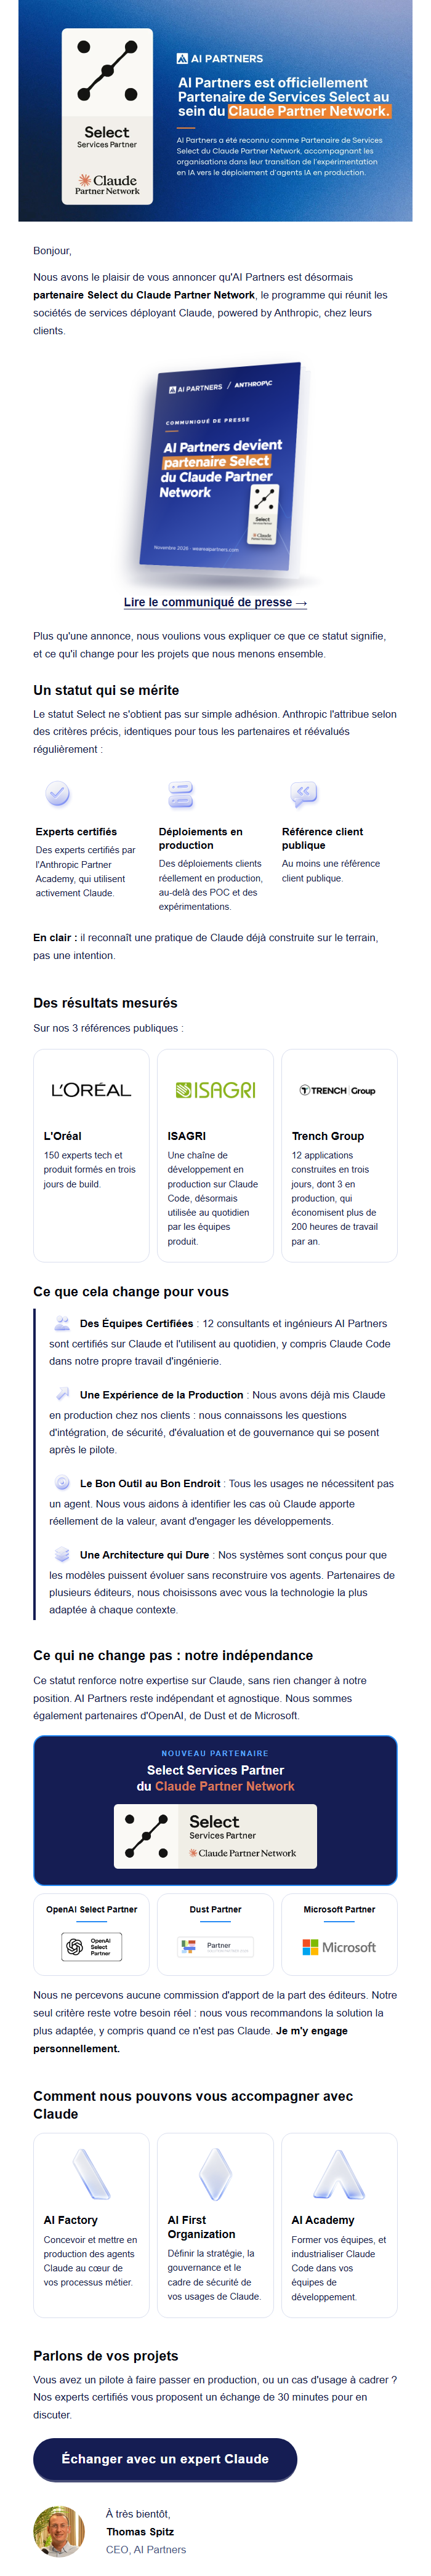 Select
Services Partner
Claude
Partner Network
AI PARTNERS
AI Partners est officiellement
Partenaire de Services Select au
sein du Claude Partner Network.
AI Partners a été reconnu comme Partenaire de Services
Select du Claude Partner Network, accompagnant les
organisations dans leur transition de l'expérimentation
en IA vers le déploiement d'agents IA en production.
Bonjour,
Nous avons le plaisir de vous annoncer qu'AI Partners est désormais
partenaire Select du Claude Partner Network, le programme qui réunit les
sociétés de services déployant Claude, powered by Anthropic, chez leurs
clients.
AI PARTNERS / ANTHROP\C
COMMUNIQUÉ DE PRESSE
AI Partners devient
partenaire Select
du Claude Partner
Network
Select
Services Partner
Claude
Partner Network
Novembre 2026 · weareaipartners.com
Lire le communiqué de presse →
Plus qu'une annonce, nous voulions vous expliquer ce que ce statut signifie,
et ce qu'il change pour les projets que nous menons ensemble.
Un statut qui se mérite
Le statut Select ne s'obtient pas sur simple adhésion. Anthropic l'attribue selon
des critères précis, identiques pour tous les partenaires et réévalués
régulièrement :
Experts certifiés
Des experts certifiés par
l'Anthropic Partner
Academy, qui utilisent
activement Claude.
Déploiements en
production
Des déploiements clients
réellement en production,
au-delà des POC et des
expérimentations.
Référence client
publique
Au moins une référence
client publique.
En clair : il reconnaît une pratique de Claude déjà construite sur le terrain,
pas une intention.
Des résultats mesurés
Sur nos 3 références publiques :
L'ORÉAL
L'Oréal
150 experts tech et
produit formés en trois
jours de build.
ISAGRI
ISAGRI
Une chaîne de
développement en
production sur Claude
Code, désormais
utilisée au quotidien
par les équipes
produit.
TRENCH Group
Trench Group
12 applications
construites en trois
jours, dont 3 en
production, qui
économisent plus de
200 heures de travail
par an.
Ce que cela change pour vous
Des Équipes Certifiées : 12 consultants et ingénieurs AI Partners
sont certifiés sur Claude et l'utilisent au quotidien, y compris Claude Code
dans notre propre travail d'ingénierie.
Une Expérience de la Production : Nous avons déjà mis Claude
en production chez nos clients : nous connaissons les questions
d'intégration, de sécurité, d'évaluation et de gouvernance qui se posent
après le pilote.
Le Bon Outil au Bon Endroit : Tous les usages ne nécessitent pas
un agent. Nous vous aidons à identifier les cas où Claude apporte
réellement de la valeur, avant d'engager les développements.
Une Architecture qui Dure : Nos systèmes sont conçus pour que
les modèles puissent évoluer sans reconstruire vos agents. Partenaires de
plusieurs éditeurs, nous choisissons avec vous la technologie la plus
adaptée à chaque contexte.
Ce qui ne change pas : notre indépendance
Ce statut renforce notre expertise sur Claude, sans rien changer à notre
position. AI Partners reste indépendant et agnostique. Nous sommes
également partenaires d'OpenAI, de Dust et de Microsoft.
NOUVEAU PARTENAIRE
Select Services Partner
du Claude Partner Network
Select
Services Partner
Claude Partner Network
OpenAI Select Partner
OpenAI
Select
Partner
Dust Partner
Partner
Microsoft Partner
Microsoft
Nous ne percevons aucune commission d'apport de la part des éditeurs. Notre
seul critère reste votre besoin réel : nous vous recommandons la solution la
plus adaptée, y compris quand ce n'est pas Claude. Je m'y engage
personnellement.
Comment nous pouvons vous accompagner avec
Claude
AI Factory
Concevoir et mettre en
production des agents
Claude au cœur de
vos processus métier.
AI First
Organization
Définir la stratégie, la
gouvernance et le
cadre de sécurité de
vos usages de Claude.
AI Academy
Former vos équipes, et
industrialiser Claude
Code dans vos
équipes de
développement.
Parlons de vos projets
Vous avez un pilote à faire passer en production, ou un cas d'usage à cadrer ?
Nos experts certifiés vous proposent un échange de 30 minutes pour en
discuter.
Échanger avec un expert Claude
À très bientôt,
Thomas Spitz
CEO, AI Partners